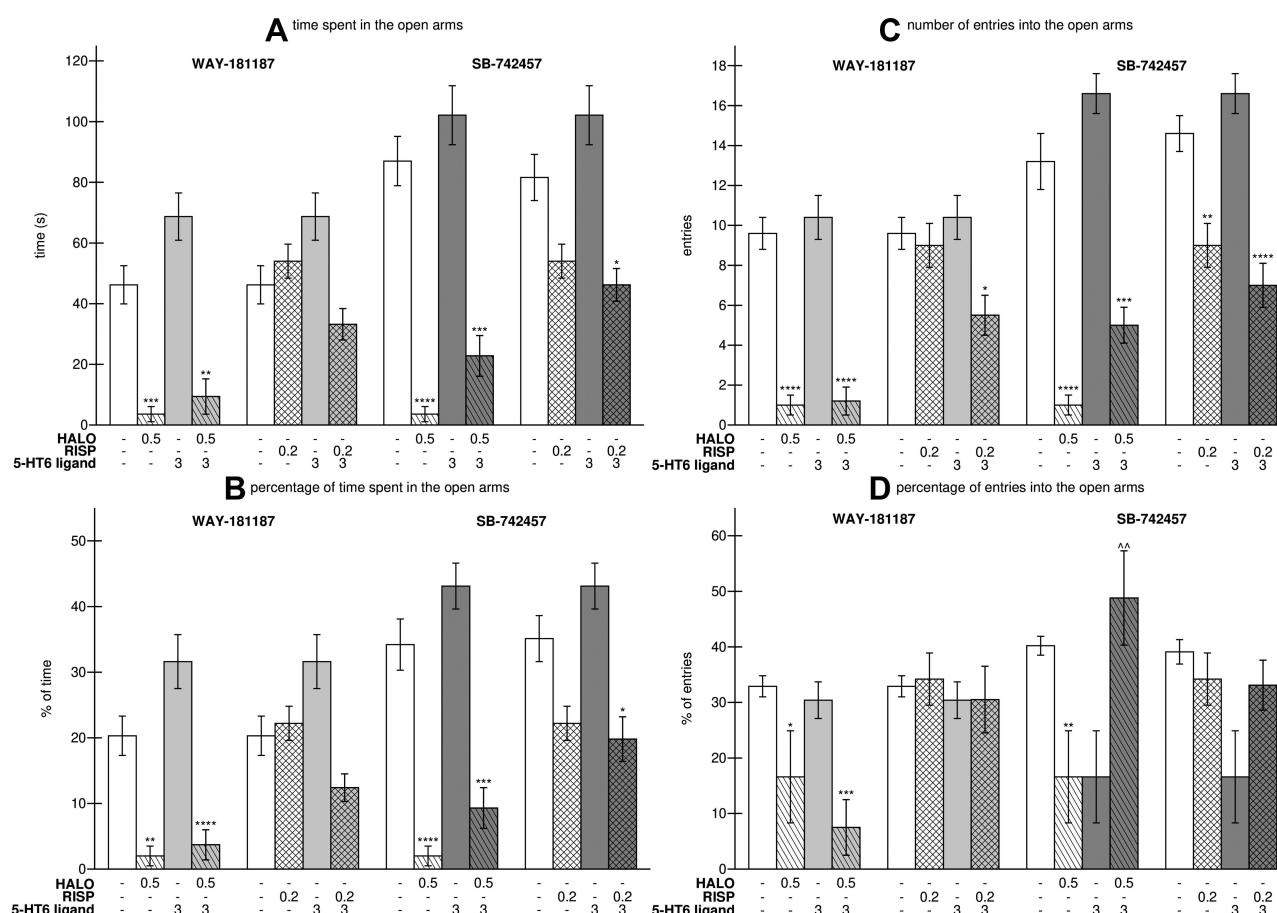 A time spent in the open arms
WAY-181187 SB-742457
time (s)
120
100
80
60
40
20
0
*** ** **** *** *
HALO - 0.5 - 0.5 - - - - - 0.5 - 0.5 - - - -
RISP - - - - - 0.2 - 0.2 - - - - - 0.2 - 0.2
5-HT6 ligand - - 3 3 - - 3 3 - - 3 3 - - 3 3
C number of entries into the open arms
WAY-181187 SB-742457
entries
18
16
14
12
10
8
6
4
2
0
**** **** * **** *** ** ****
HALO - 0.5 - 0.5 - - - - - 0.5 - 0.5 - - - -
RISP - - - - - 0.2 - 0.2 - - - - - 0.2 - 0.2
5-HT6 ligand - - 3 3 - - 3 3 - - 3 3 - - 3 3
B percentage of time spent in the open arms
WAY-181187 SB-742457
% of time
50
40
30
20
10
0
** **** **** *** *
HALO - 0.5 - 0.5 - - - - - 0.5 - 0.5 - - - -
RISP - - - - - 0.2 - 0.2 - - - - - 0.2 - 0.2
5-HT6 ligand - - 3 3 - - 3 3 - - 3 3 - - 3 3
D percentage of entries into the open arms
WAY-181187 SB-742457
% of entries
60
50
40
30
20
10
0
* *** ** ^^
HALO - 0.5 - 0.5 - - - - - 0.5 - 0.5 - - - -
RISP - - - - - 0.2 - 0.2 - - - - - 0.2 - 0.2
5-HT6 ligand - - 3 3 - - 3 3 - - 3 3 - - 3 3